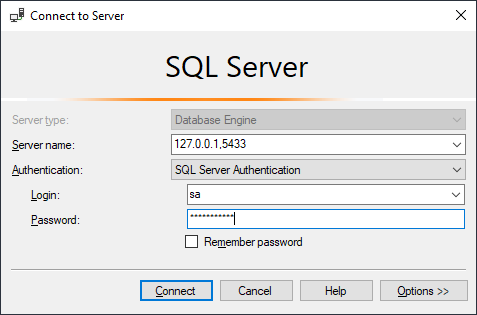 Connect to Server
SQL Server
Server type: Database Engine
Server name: 127.0.0.1,5433
Authentication: SQL Server Authentication
Login: sa
Password: ***********
Remember password
Connect Cancel Help Options >>